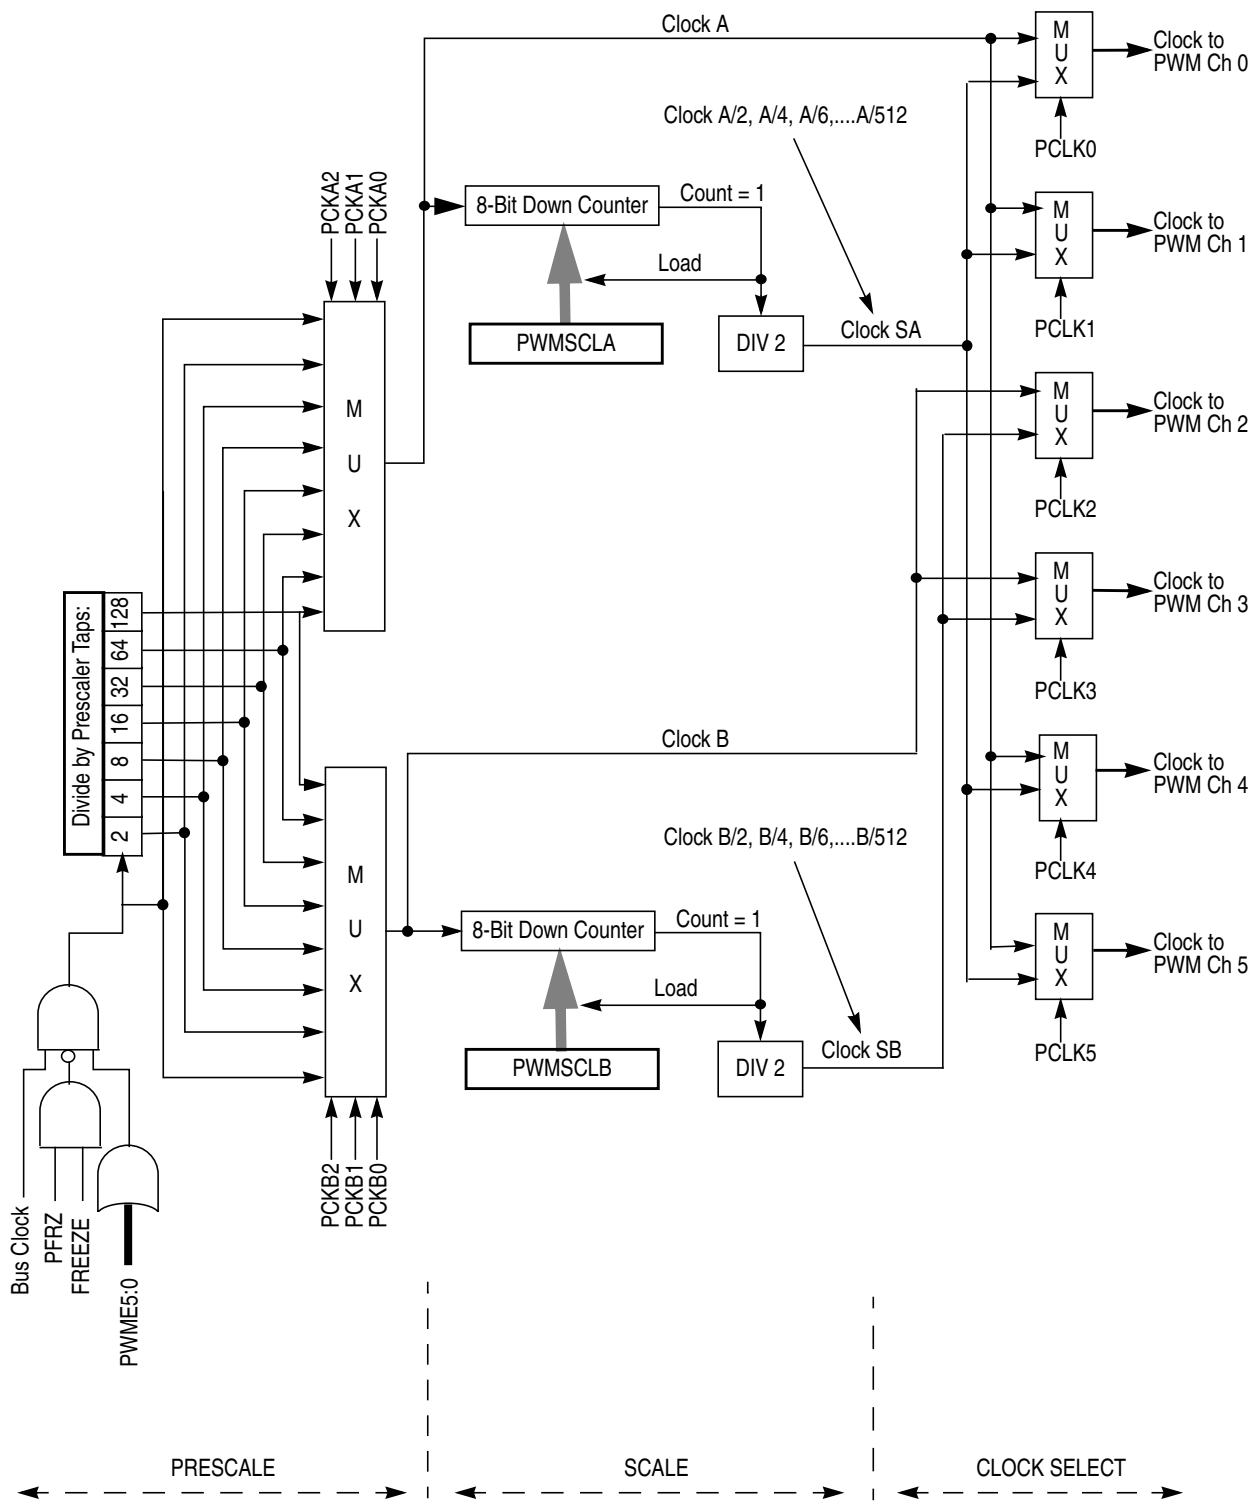 Clock A
M
U
X
Clock to
PWM Ch 0
PCLK0
Clock A/2, A/4, A/6,....A/512
PCKA2
PCKA1
PCKA0
8-Bit Down Counter
Count = 1
Load
PWMSCLA
DIV 2
Clock SA
M
U
X
Clock to
PWM Ch 1
PCLK1
M
U
X
M
U
X
Clock to
PWM Ch 2
PCLK2
M
U
X
Clock to
PWM Ch 3
PCLK3
Divide by Prescaler Taps:
128
64
32
16
8
4
2
Clock B
M
U
X
Clock to
PWM Ch 4
PCLK4
Clock B/2, B/4, B/6,....B/512
M
U
X
8-Bit Down Counter
Count = 1
Load
PWMSCLB
DIV 2
Clock SB
M
U
X
Clock to
PWM Ch 5
PCLK5
PCKB2
PCKB1
PCKB0
Bus Clock
PFRZ
FREEZE
PWME5:0
PRESCALE
SCALE
CLOCK SELECT